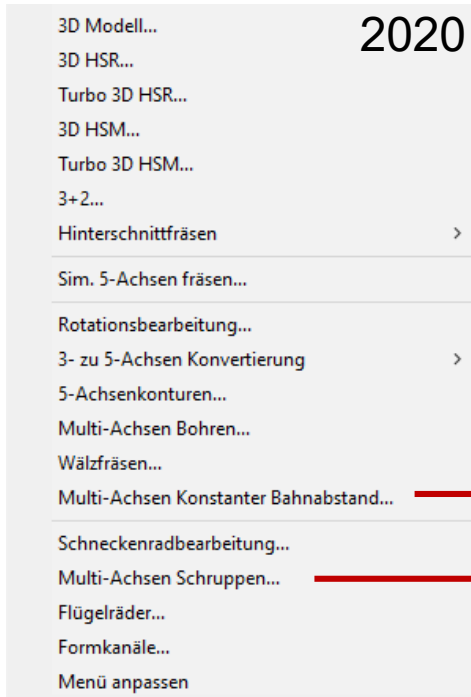 2020
3D Modell...
3D HSR...
Turbo 3D HSR...
3D HSM...
Turbo 3D HSM...
3+2...
Hinterschnittfräsen
Sim. 5-Achsen fräsen...
Rotationsbearbeitung...
3- zu 5-Achsen Konvertierung
5-Achsenkonturen...
Multi-Achsen Bohren...
Wälzfräsen...
Multi-Achsen Konstanter Bahnabstand...
Schneckenradbearbeitung...
Multi-Achsen Schruppen...
Flügelräder...
Formkanäle...
Menü anpassen